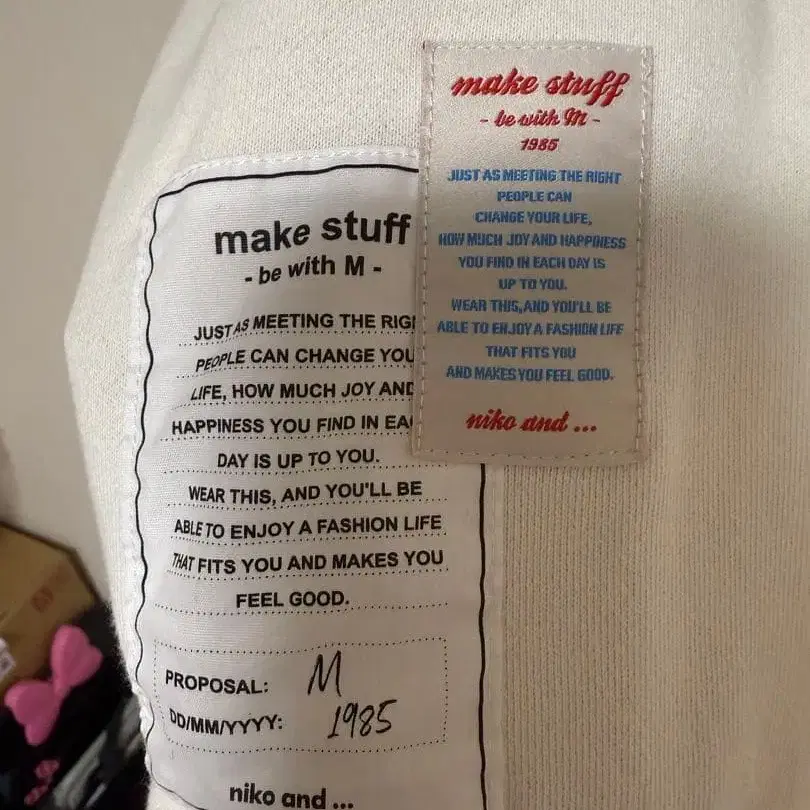 make stuff
- be with M -
JUST AS MEETING THE
PEOPLE CAN CHANGE
LIFE, HOW MUCH JOY AND
HAPPINESS YOU FIND IN
DAY IS UP TO YOU.
WEAR THIS, AND YOU'LL BE
ABLE TO ENJOY A FASHION LIFE
THAT FITS YOU AND MAKES YOU
FEEL GOOD.
PROPOSAL: M
DD/MM/YYYY: 1985
niko and ...
make stuff
- be with M -
1985
JUST AS MEETING THE RIGHT
PEOPLE CAN
CHANGE YOUR LIFE,
HOW MUCH JOY AND HAPPINESS
YOU FIND IN EACH DAY IS
UP TO YOU.
WEAR THIS, AND YOU'LL BE
ABLE TO ENJOY A FASHION LIFE
THAT FITS YOU
AND MAKES YOU FEEL GOOD.
niko and ...